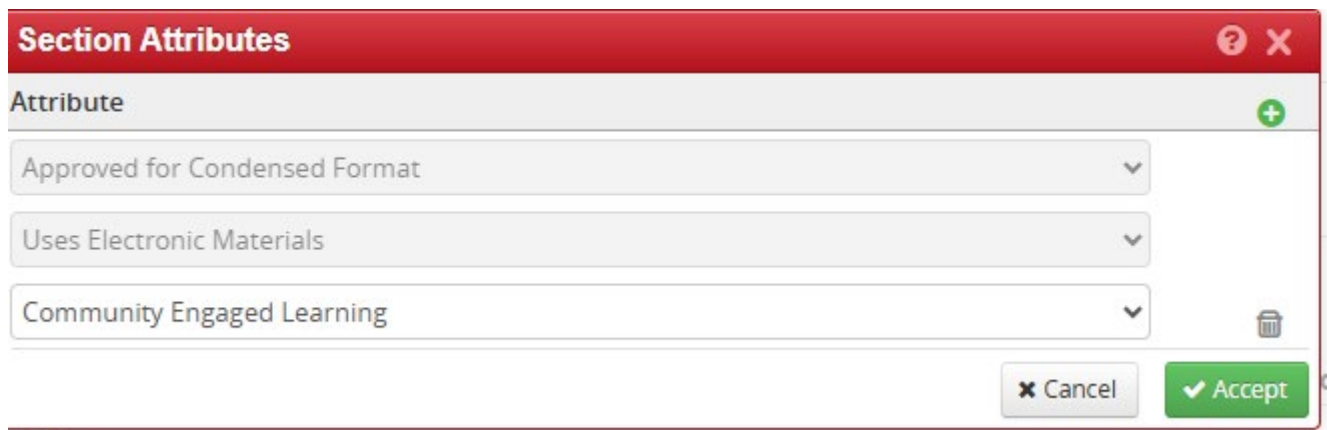 Section Attributes
Attribute
Approved for Condensed Format
Uses Electronic Materials
Community Engaged Learning
Cancel Accept